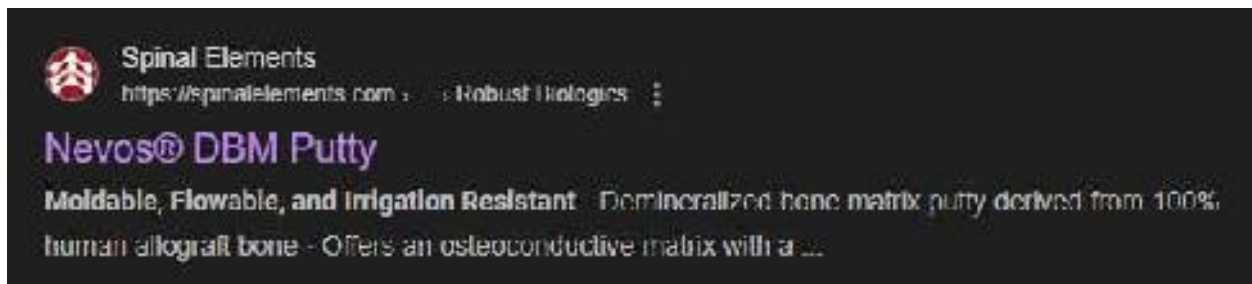 Spinal Elements
https://spinalelements.com › › Robust Biologics
Nevos® DBM Putty
Moldable, Flowable, and Irrigation Resistant · Demineralized bone matrix putty derived from 100%
human allograft bone · Offers an osteoconductive matrix with a ...